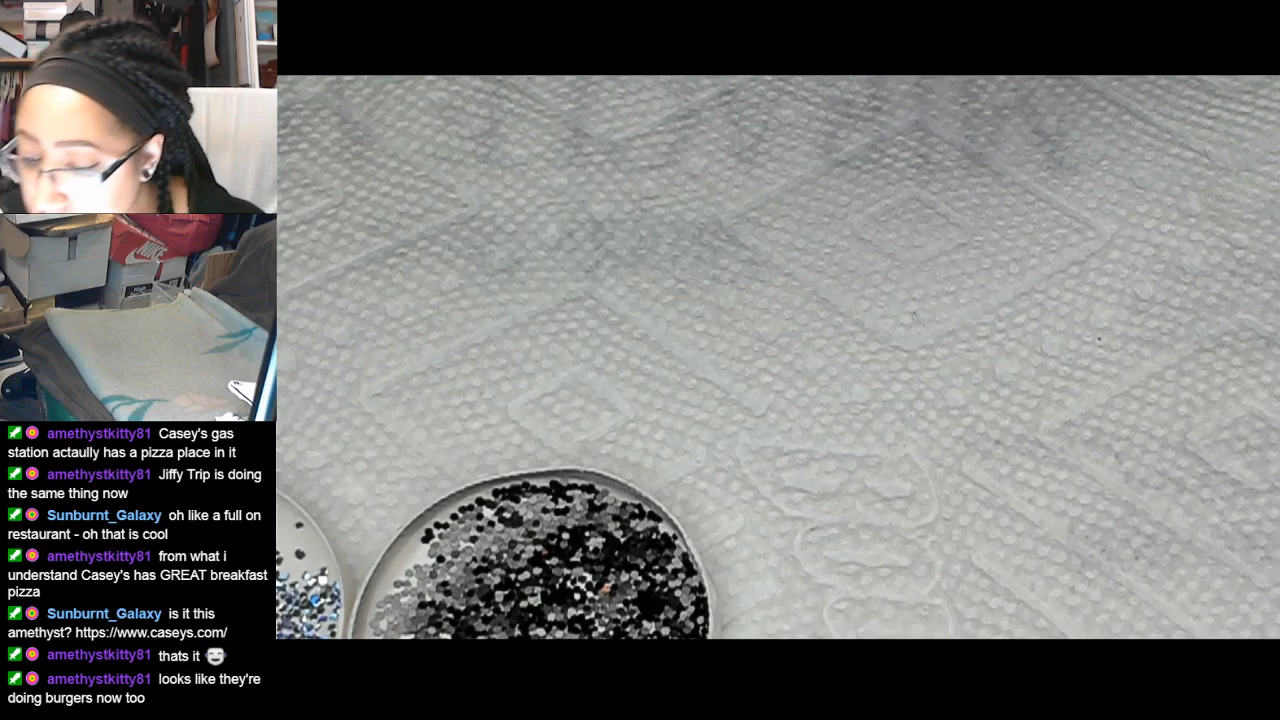 NIKE
High
amethystkitty81 Casey's gas
station actaully has a pizza place in it
amethystkitty81 Jiffy Trip is doing
the same thing now
Sunburnt_Galaxy oh like a full on
restaurant - oh that is cool
amethystkitty81 from what i
understand Casey's has GREAT breakfast
pizza
Sunburnt_Galaxy is it this
amethyst? https://www.caseys.com/
amethystkitty81 thats it
amethystkitty81 looks like they're
doing burgers now too